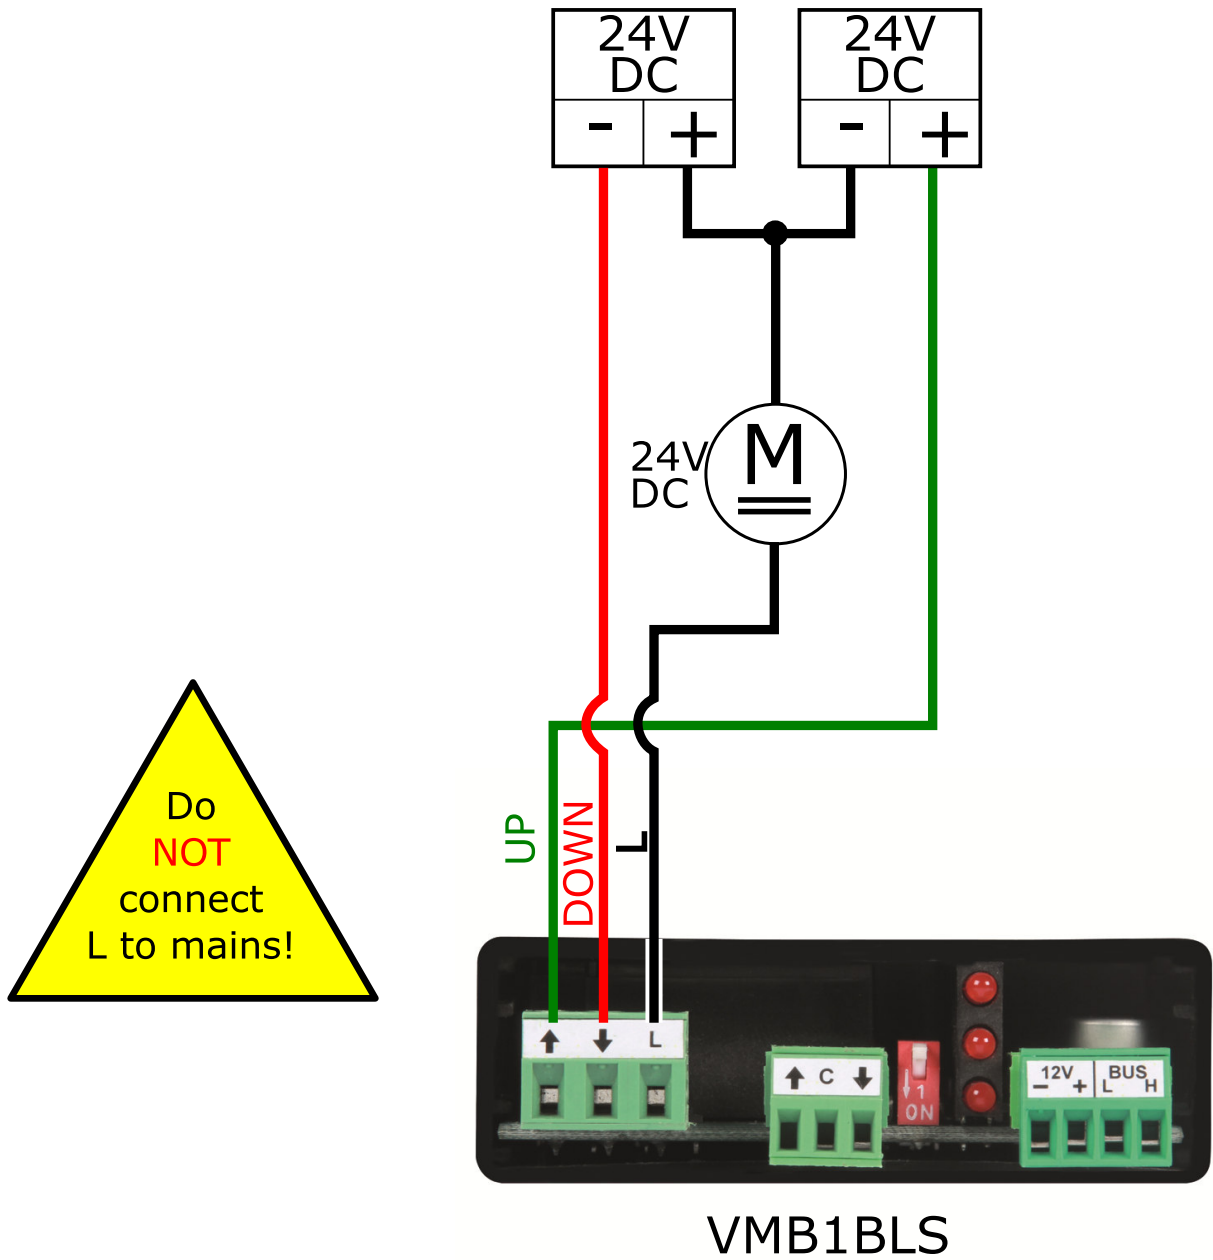 24V
DC
- +
24V
DC
- +
24V
DC
M
UP
DOWN
L
Do
NOT
connect
L to mains!
L
C
1
ON
12V
- +
BUS
L H
VMB1BLS